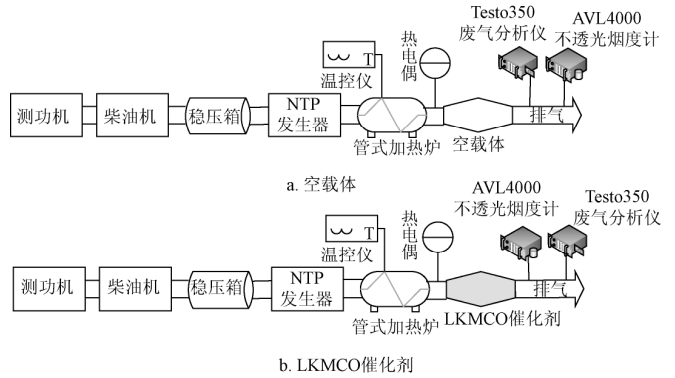 Testo350
废气分析仪
AVL4000
不透光烟度计
热
电
偶
T
温控仪
测功机
柴油机
稳压箱
NTP
发生器
管式加热炉
空载体
排气
a. 空载体
AVL4000
不透光烟度计
Testo350
废气分析仪
热
电
偶
T
温控仪
测功机
柴油机
稳压箱
NTP
发生器
管式加热炉
LKMCO催化剂
排气
b. LKMCO催化剂